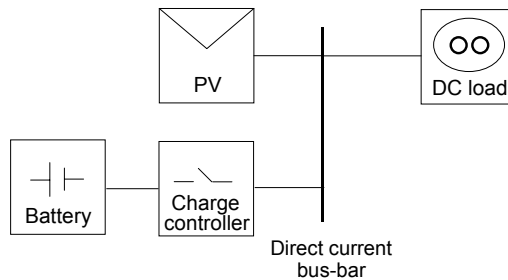 PV
DC load
Battery
Charge
controller
Direct current
bus-bar